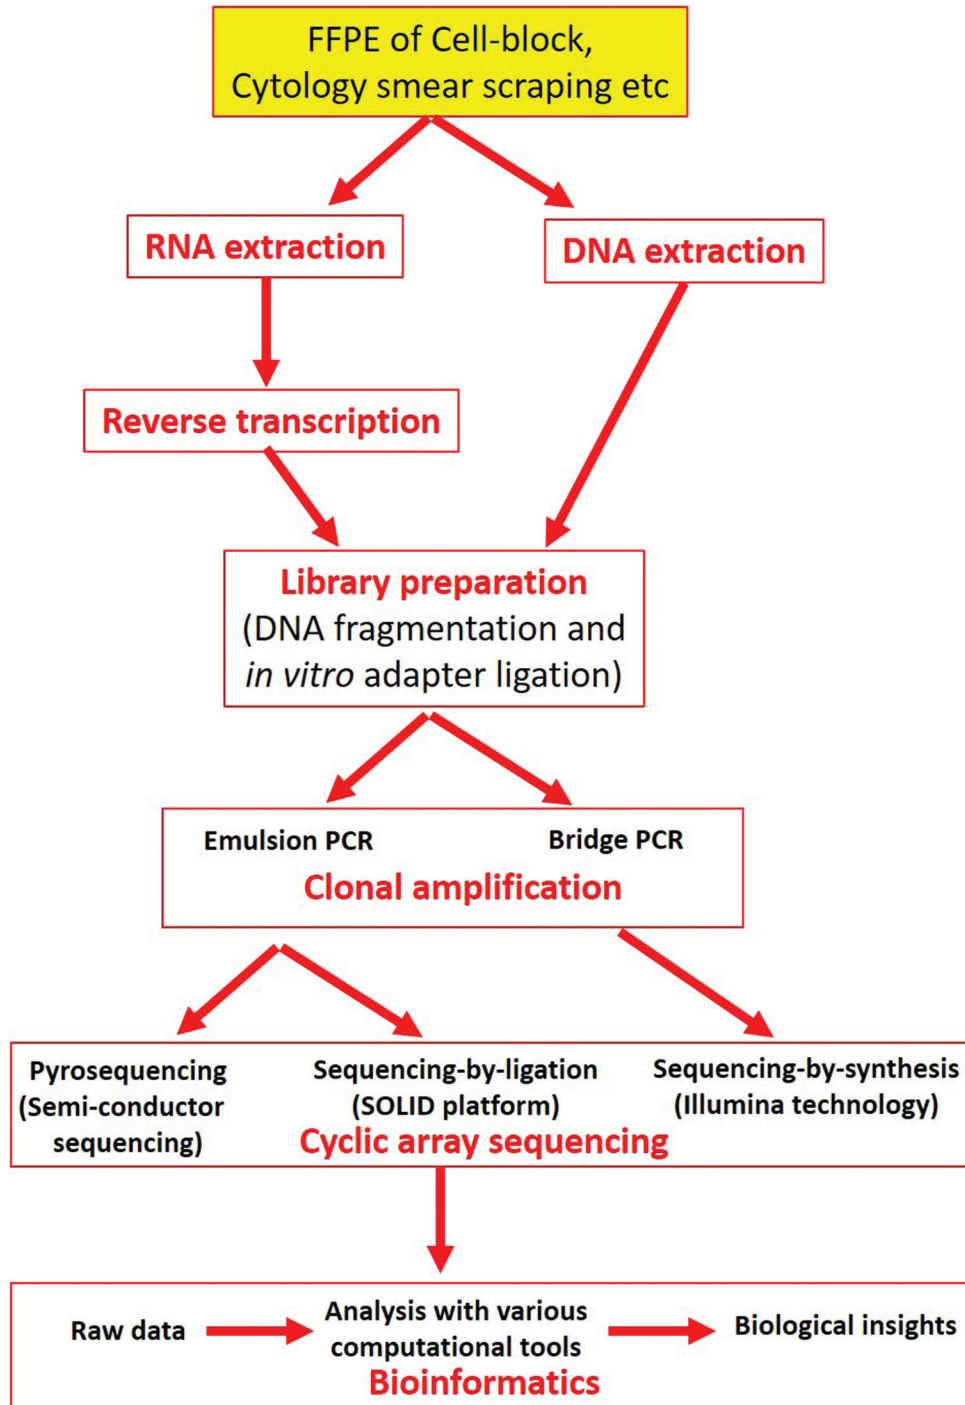 FFPE of Cell-block,
Cytology smear scraping etc
RNA extraction
DNA extraction
Reverse transcription
Library preparation
(DNA fragmentation and
in vitro adapter ligation)
Emulsion PCR
Bridge PCR
Clonal amplification
Pyrosequencing
(Semi-conductor
sequencing)
Sequencing-by-ligation
(SOLID platform)
Sequencing-by-synthesis
(Illumina technology)
Cyclic array sequencing
Raw data
Analysis with various
computational tools
Biological insights
Bioinformatics